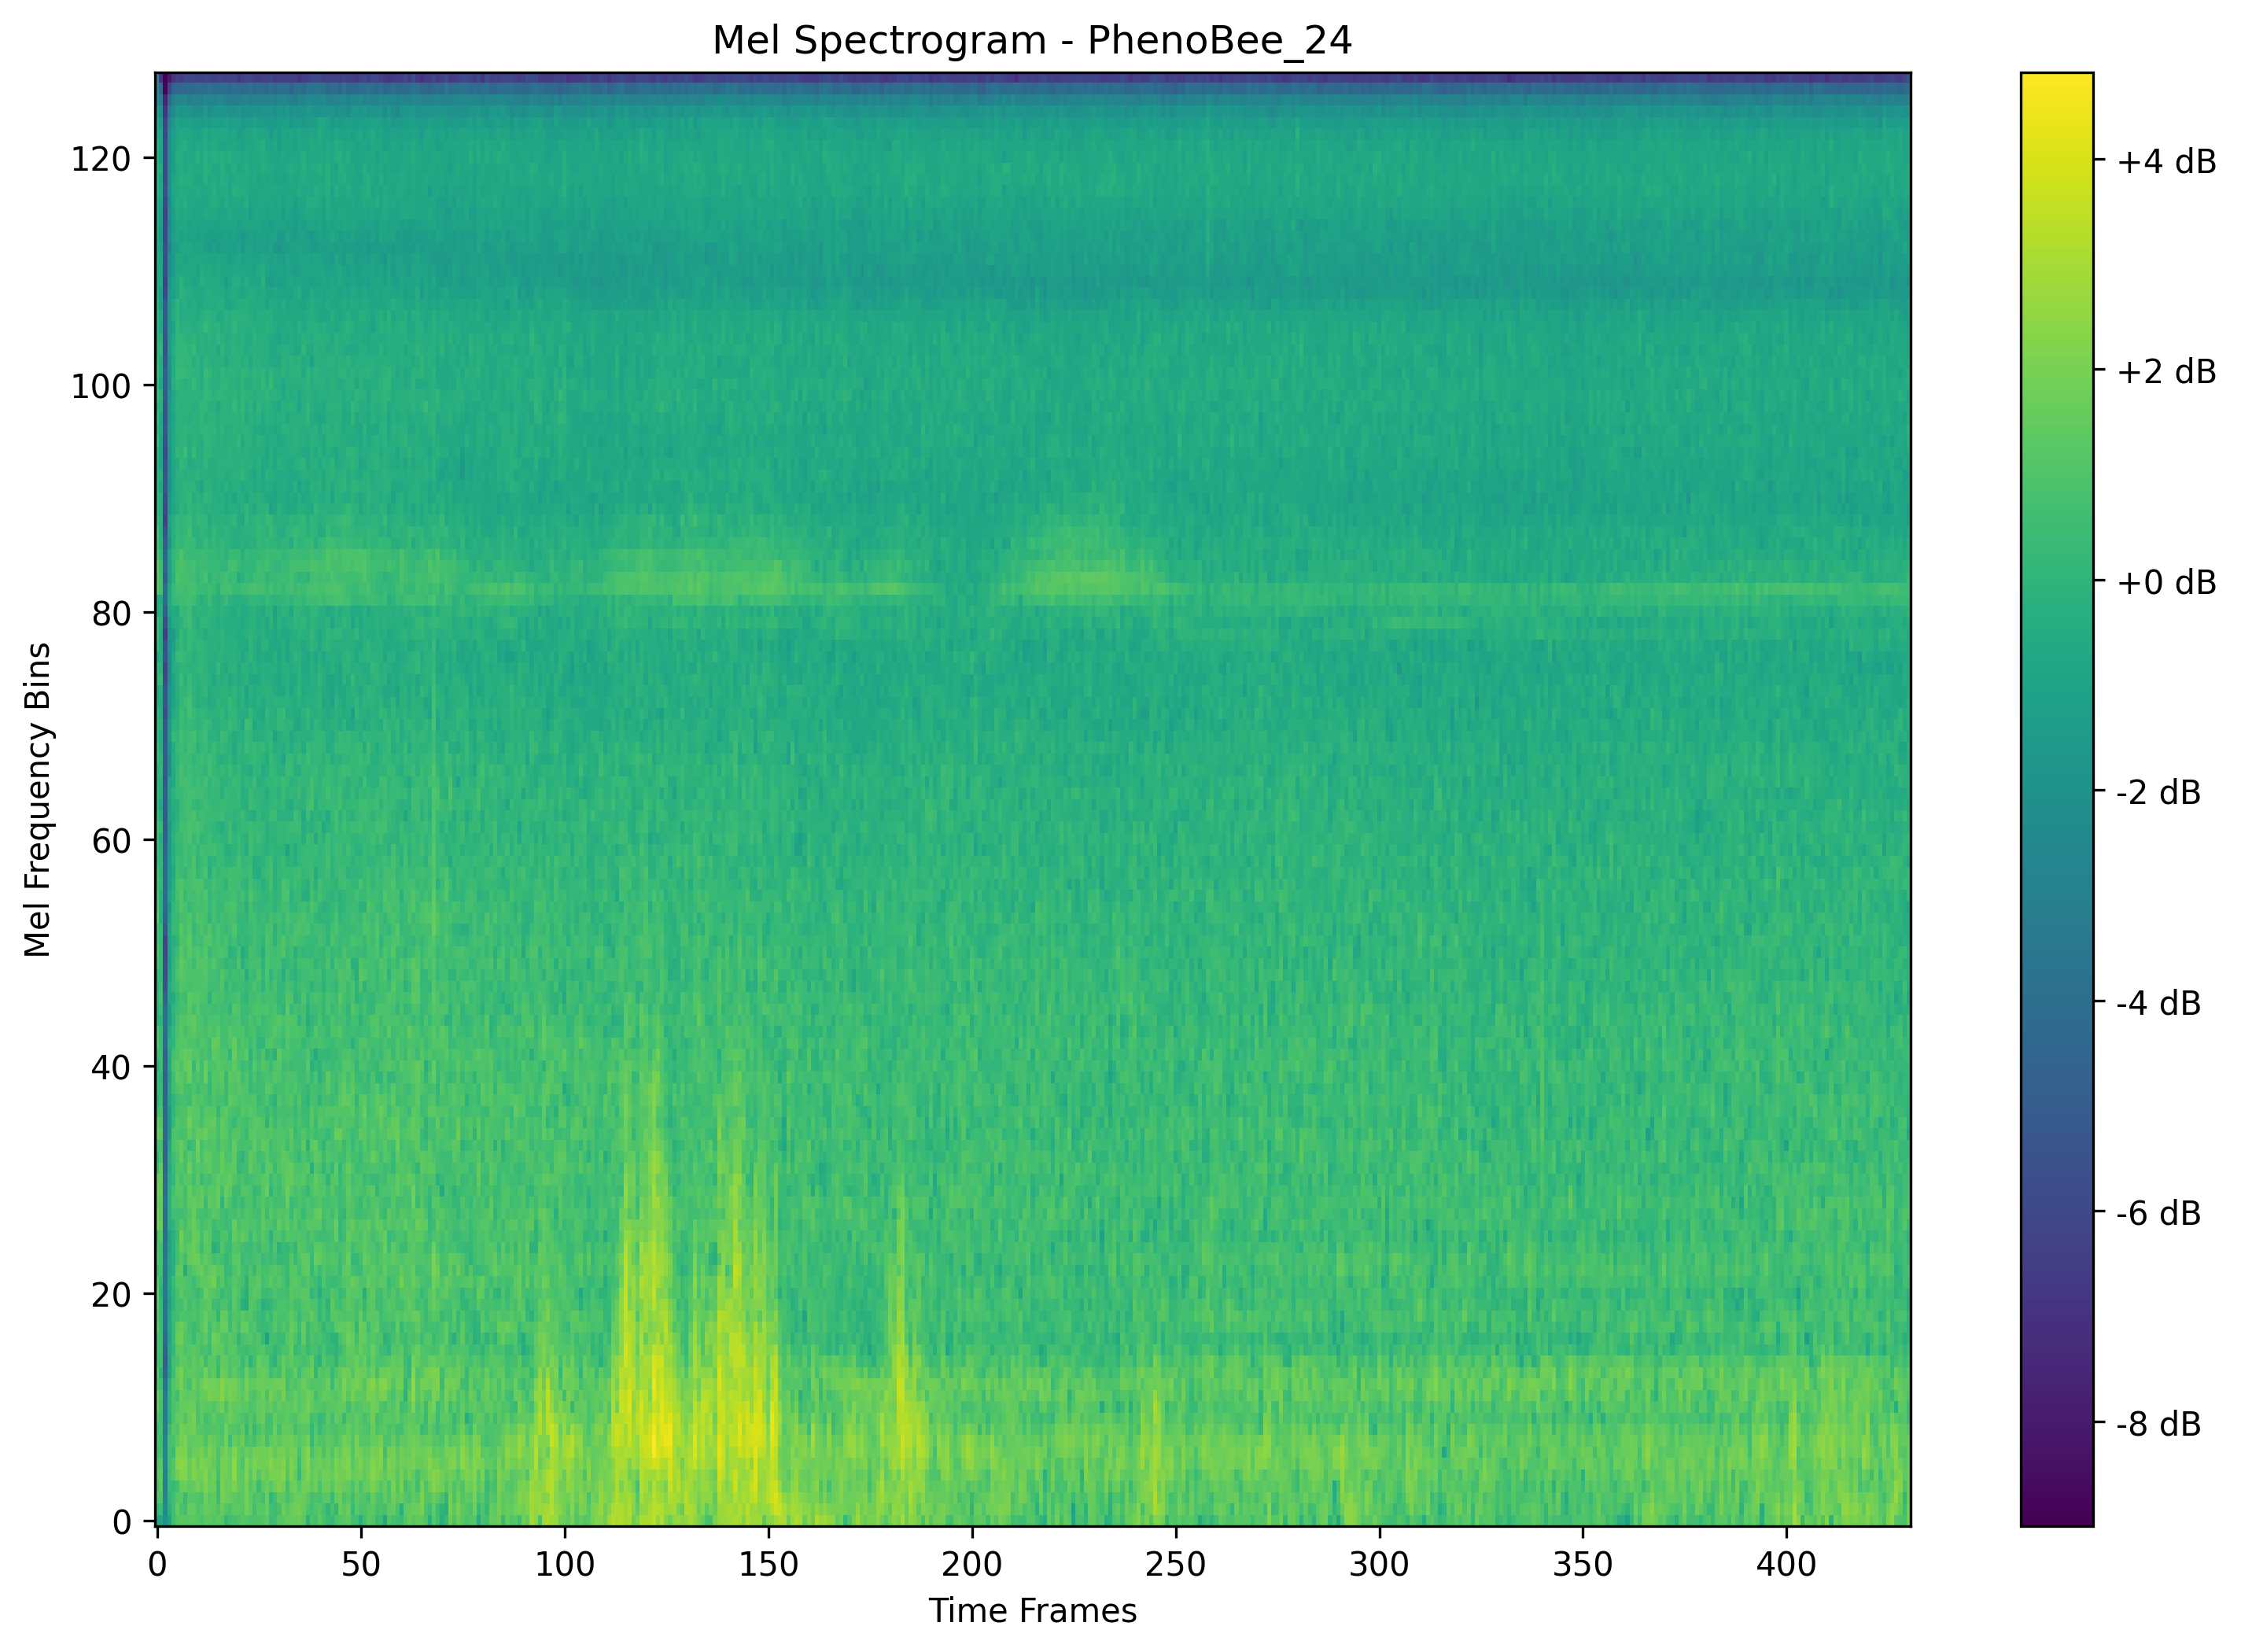 Mel Spectrogram - PhenoBee_24
Mel Frequency Bins
120
100
80
60
40
20
0
0 50 100 150 200 250 300 350 400
Time Frames
+4 dB
+2 dB
+0 dB
-2 dB
-4 dB
-6 dB
-8 dB